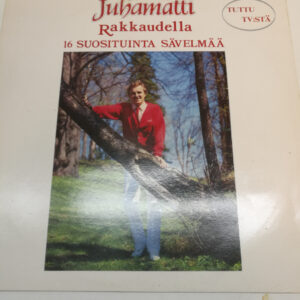 Juhamatti
Rakkaudella
16 SUOSITUINTA SÄVELMÄÄ
TUTTU
TV:STÄ